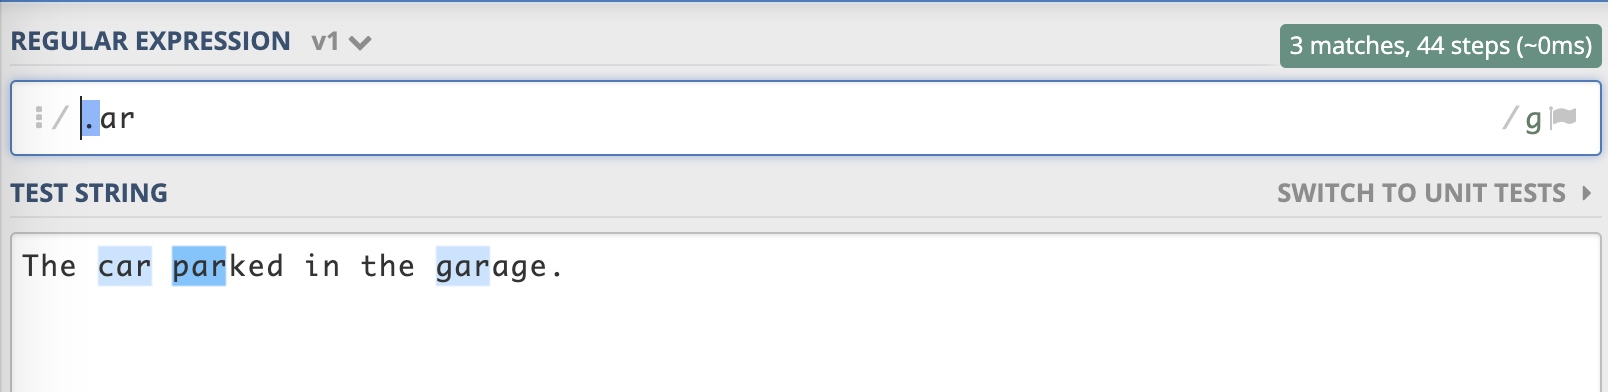 REGULAR EXPRESSION v1
3 matches, 44 steps (~0ms)
/ .ar / g
TEST STRING
SWITCH TO UNIT TESTS
The car parked in the garage.